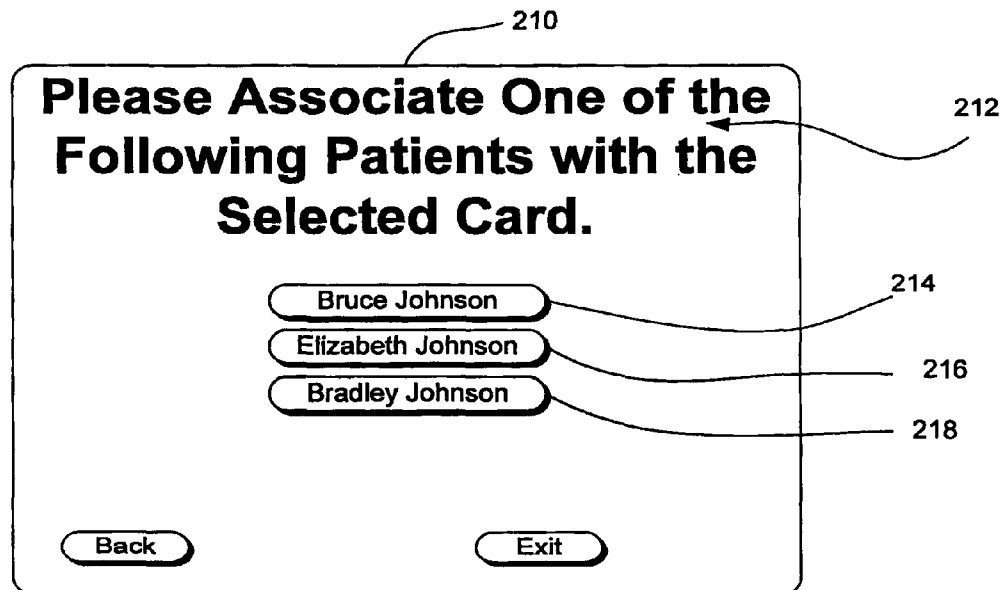 210
Please Associate One of the
212
Following Patients with the
Selected Card.
Bruce Johnson
214
Elizabeth Johnson
216
Bradley Johnson
218
Back
Exit